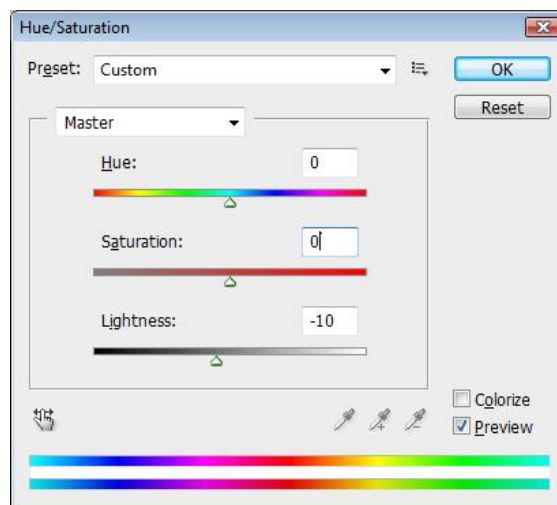 Hue/Saturation
Preset: Custom
OK
Reset
Master
Hue: 0
Saturation: 0
Lightness: -10
Colorize
Preview